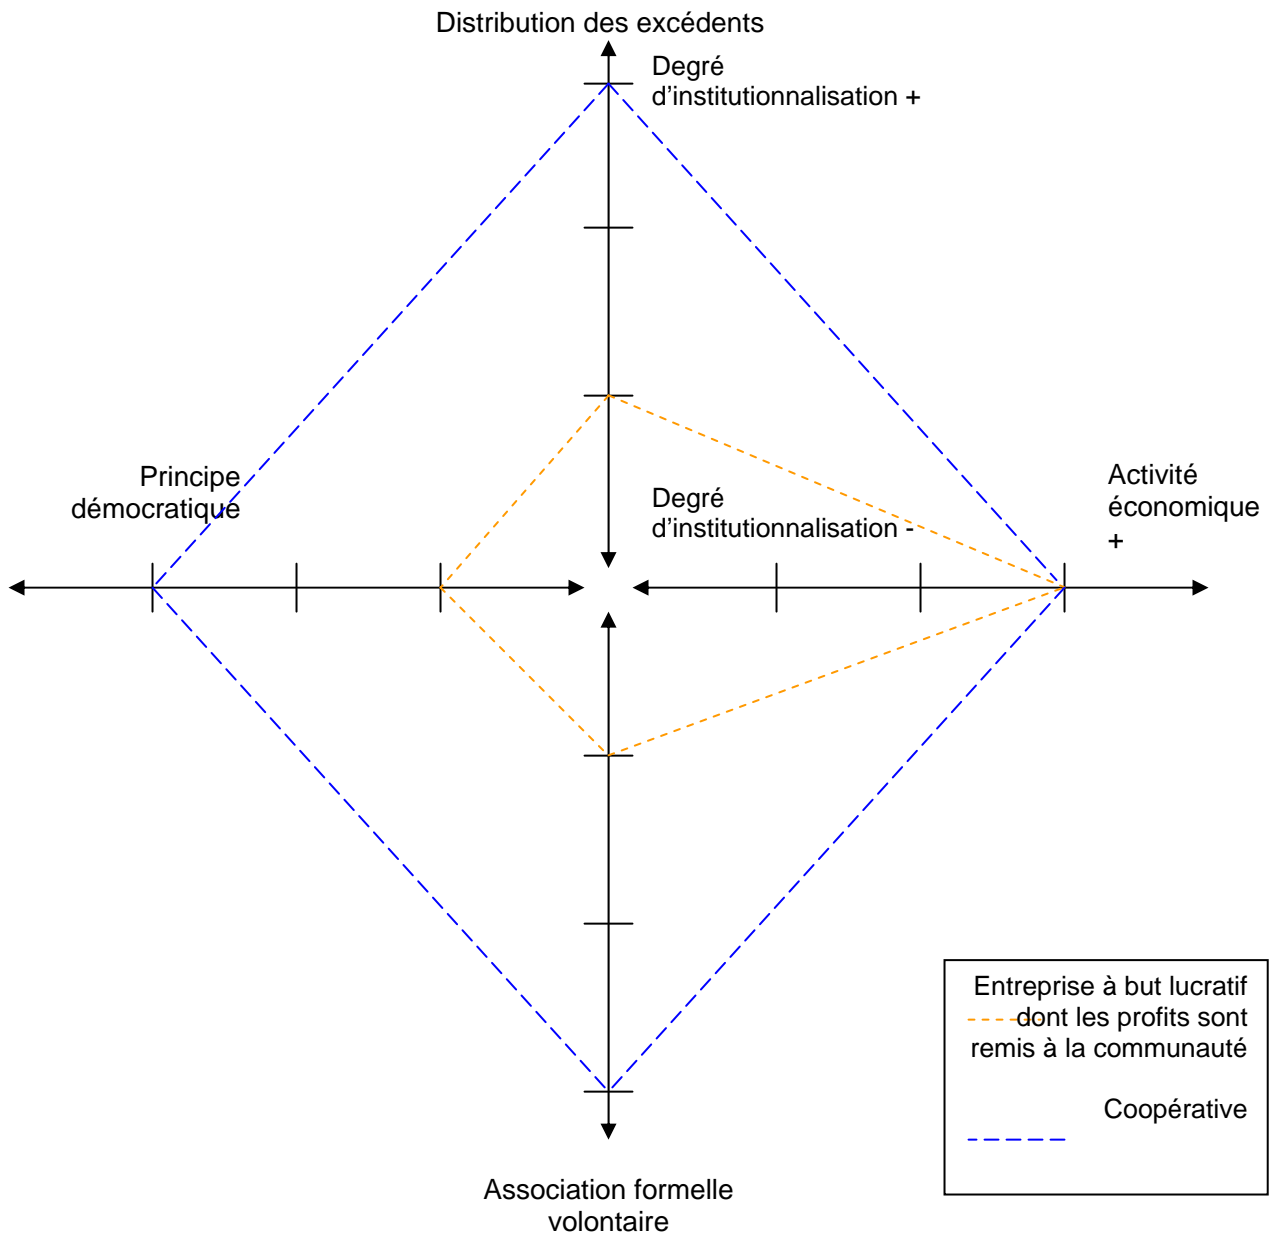 Distribution des excédents
Degré
d'institutionnalisation +
Principe
démocratique
Degré
d'institutionnalisation -
Activité
économique
+
Entreprise à but lucratif
dont les profits sont
remis à la communauté
Coopérative
Association formelle
volontaire